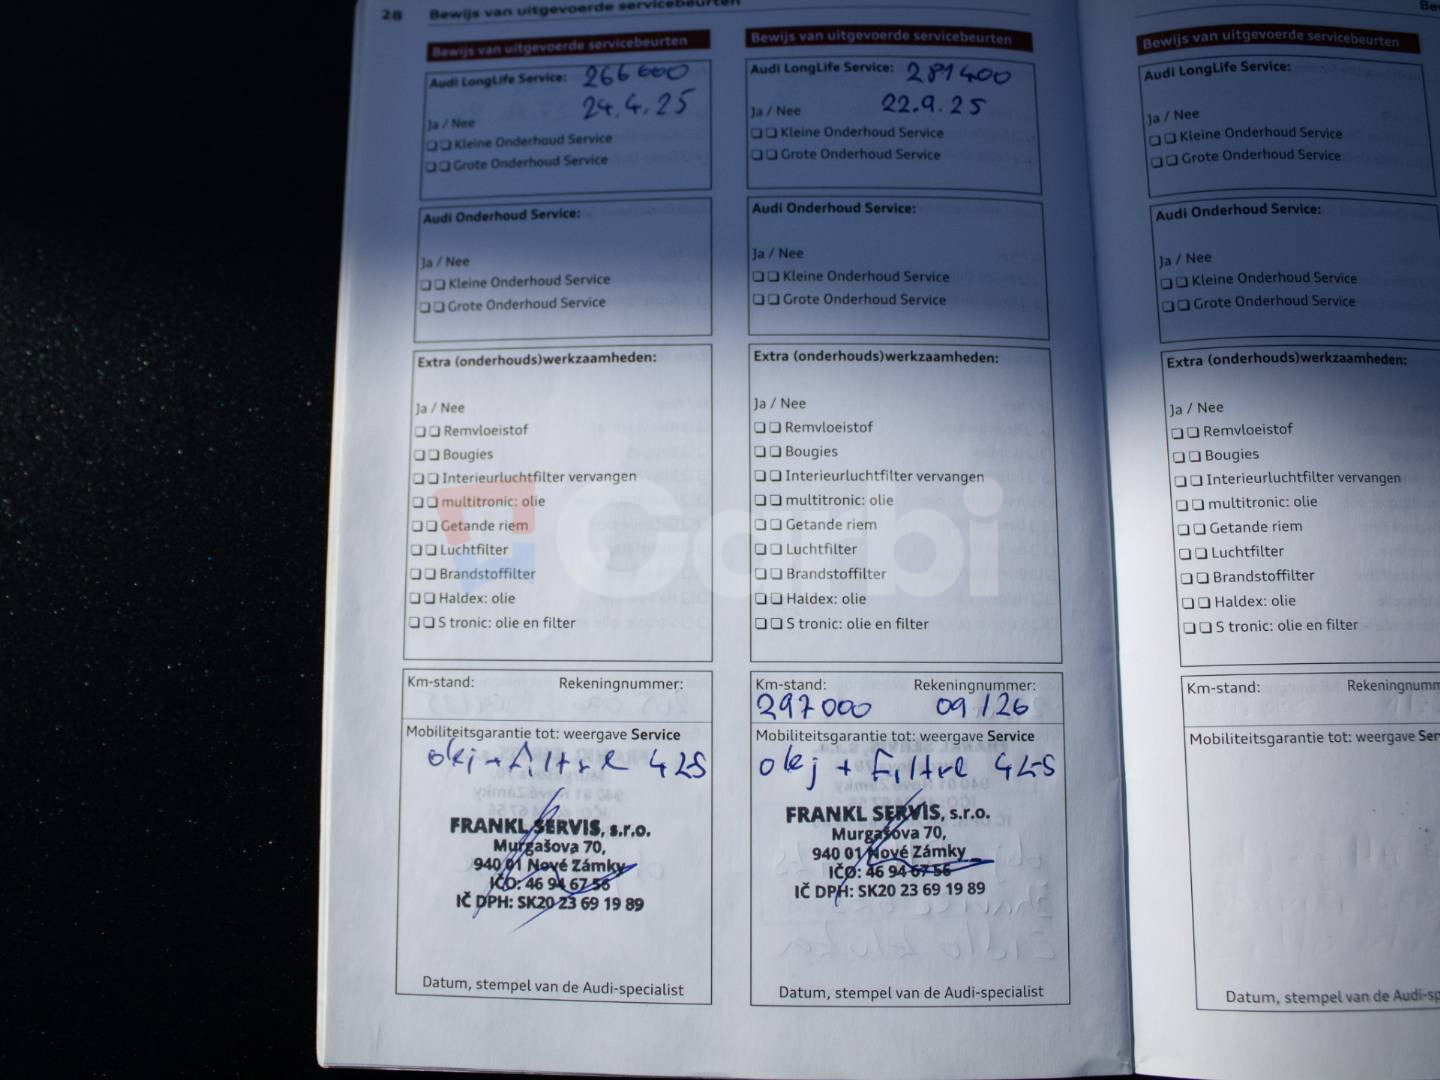 28 Bewijs van uitgevoerde servicebeurten
Bewijs van uitgevoerde servicebeurten
Audi LongLife Service: 266 600
24.4.25
Ja / Nee
Kleine Onderhoud Service
Grote Onderhoud Service
Audi Onderhoud Service:
Ja / Nee
Kleine Onderhoud Service
Grote Onderhoud Service
Extra (onderhouds)werkzaamheden:
Ja / Nee
Remvloeistof
Bougies
Interieurluchtfilter vervangen
multitronic: olie
Getande riem
Luchtfilter
Brandstoffilter
Haldex: olie
S tronic: olie en filter
Km-stand: Rekeningnummer:
Mobiliteitsgarantie tot: weergave Service
olej + filtre
FRANKL SERVIS, s.r.o.
Murgašova 70,
940 01 Nové Zámky
IČO: 46 94 67 56
IČ DPH: SK20 23 69 19 89
Datum, stempel van de Audi-specialist
Bewijs van uitgevoerde servicebeurten
Audi LongLife Service: 281400
Ja / Nee 22.9.25
Kleine Onderhoud Service
Grote Onderhoud Service
Audi Onderhoud Service:
Ja / Nee
Kleine Onderhoud Service
Grote Onderhoud Service
Extra (onderhouds)werkzaamheden:
Ja / Nee
Remvloeistof
Bougies
Interieurluchtfilter vervangen
multitronic: olie
Getande riem
Luchtfilter
Brandstoffilter
Haldex: olie
S tronic: olie en filter
Km-stand: Rekeningnummer:
297 000 09/26
Mobiliteitsgarantie tot: weergave Service
olej + filtre
FRANKL SERVIS, s.r.o.
Murgašova 70,
940 01 Nové Zámky
IČO: 46 94 67 56
IČ DPH: SK20 23 69 19 89
Datum, stempel van de Audi-specialist
Bewijs van uitgevoerde servicebeurten
Audi LongLife Service:
Ja / Nee
Kleine Onderhoud Service
Grote Onderhoud Service
Audi Onderhoud Service:
Ja / Nee
Kleine Onderhoud Service
Grote Onderhoud Service
Extra (onderhouds)werkzaamheden:
Ja / Nee
Remvloeistof
Bougies
Interieurluchtfilter vervangen
multitronic: olie
Getande riem
Luchtfilter
Brandstoffilter
Haldex: olie
S tronic: olie en filter
Km-stand: Rekeningnumm
Mobiliteitsgarantie tot: weergave Ser
Datum, stempel van de Audi-sp
Carbi